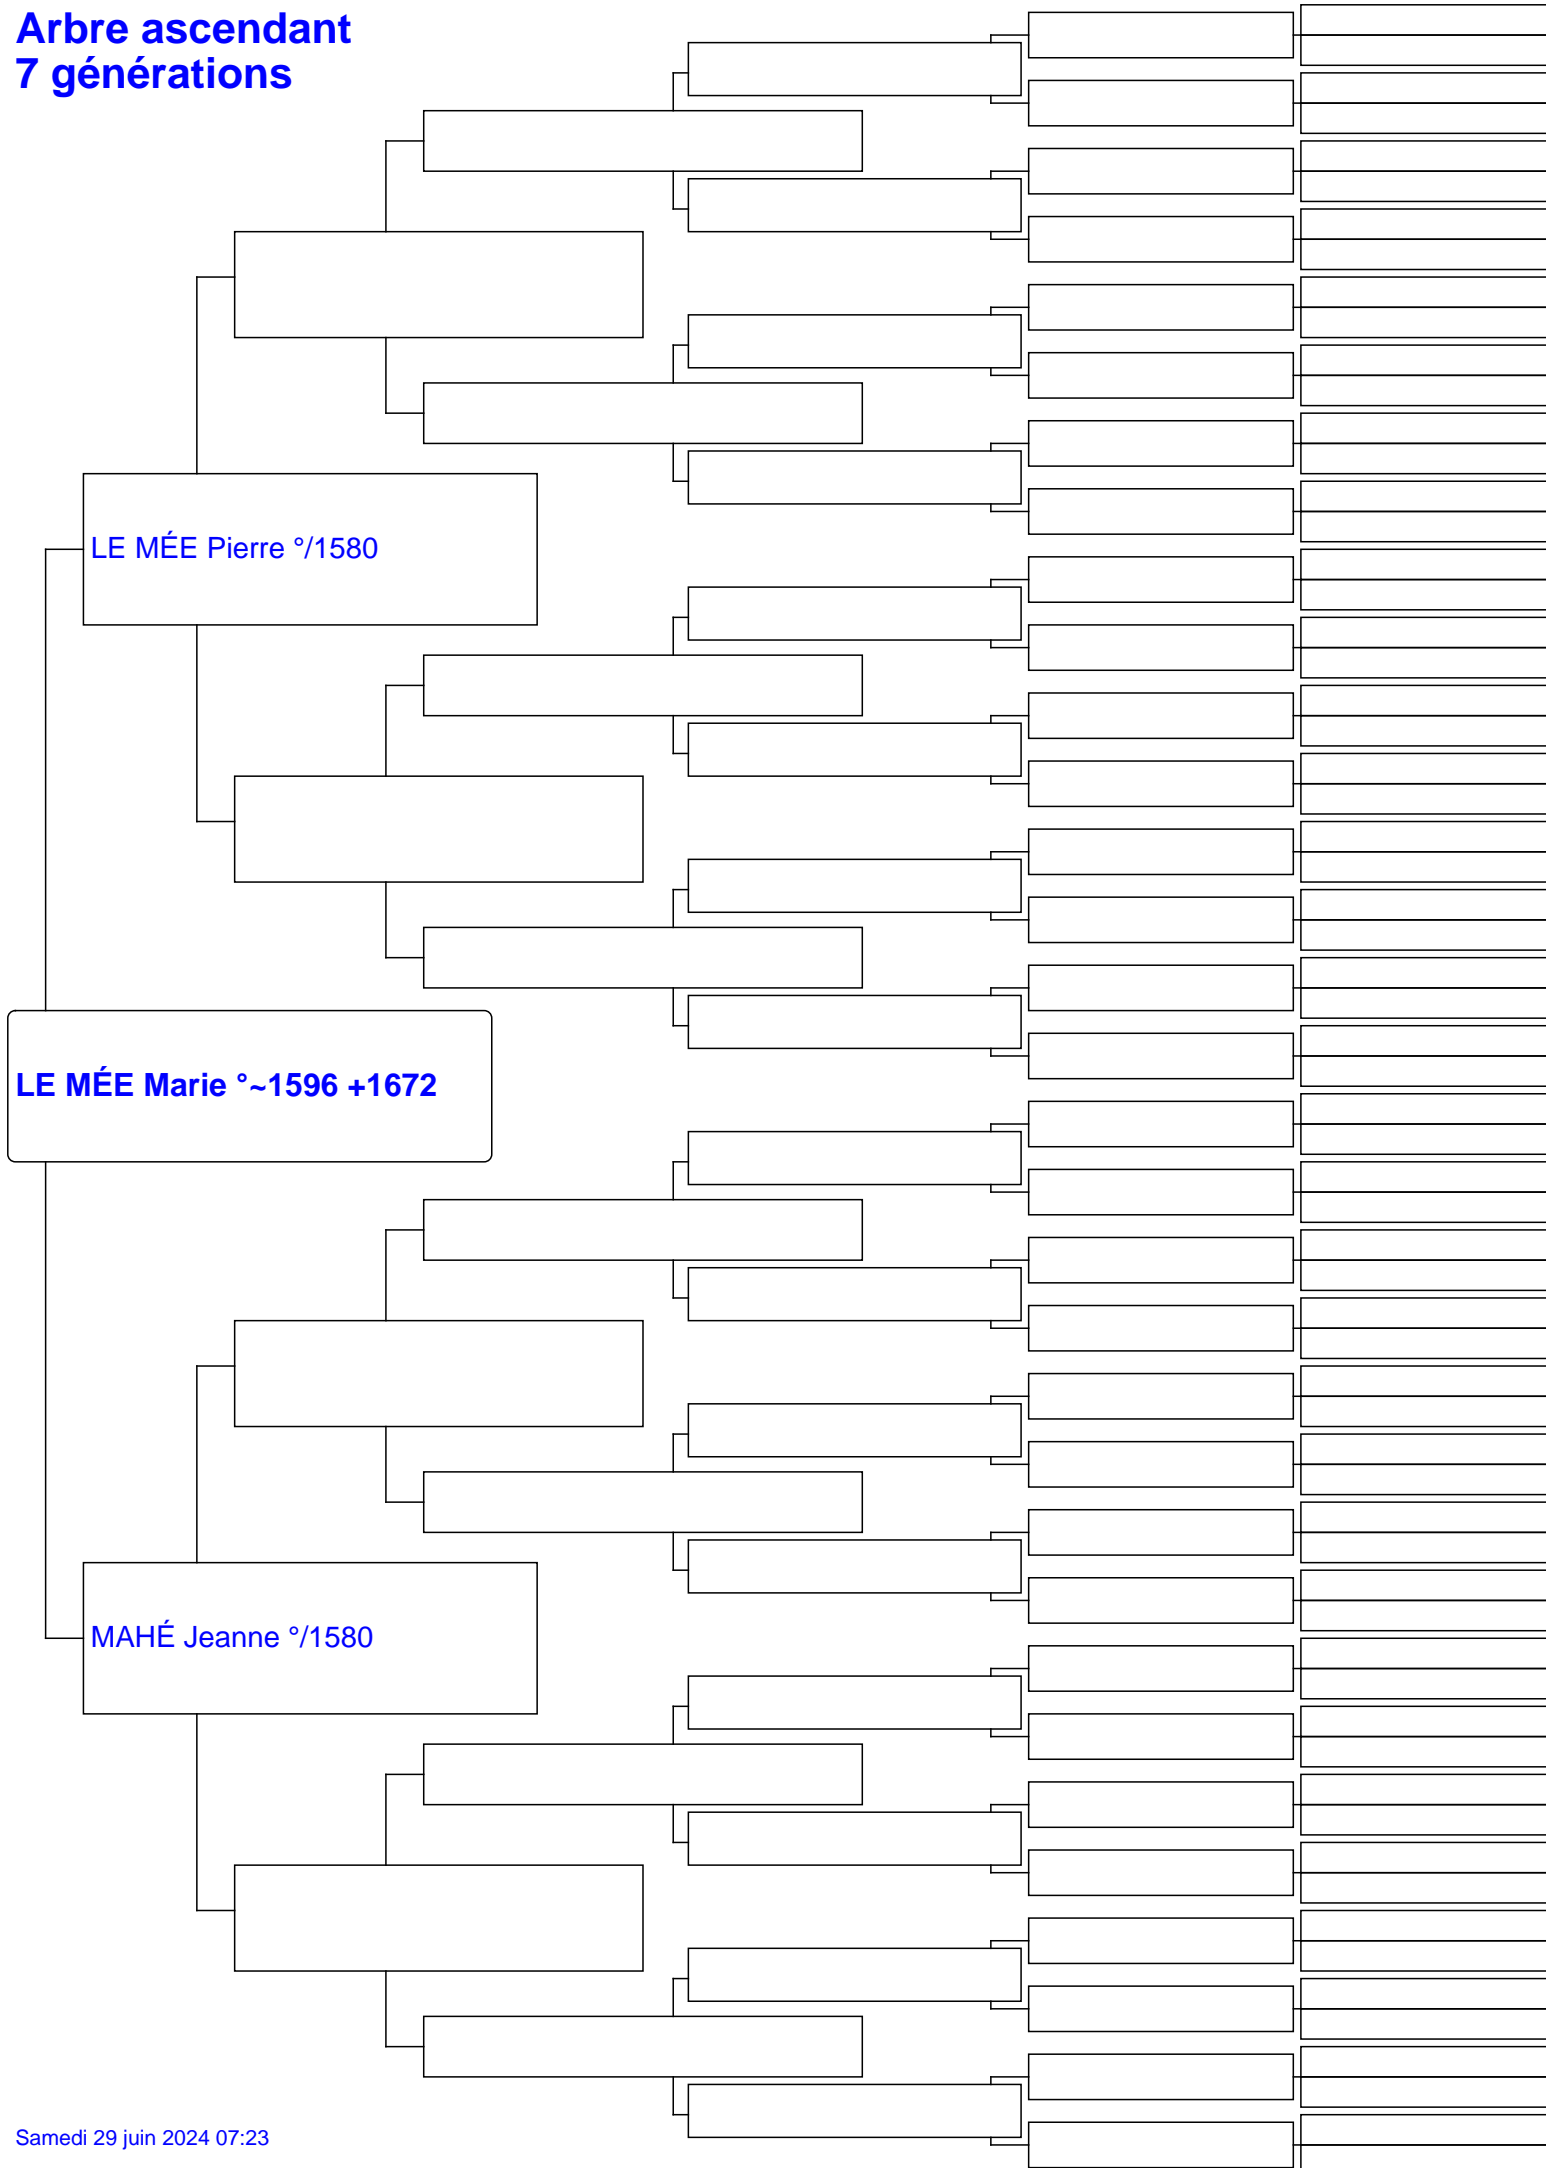 Arbre ascendant
7 générations
LE MÉE Pierre °/1580
LE MÉE Marie °~1596 +1672
MAHÉ Jeanne °/1580
Samedi 29 juin 2024 07:23